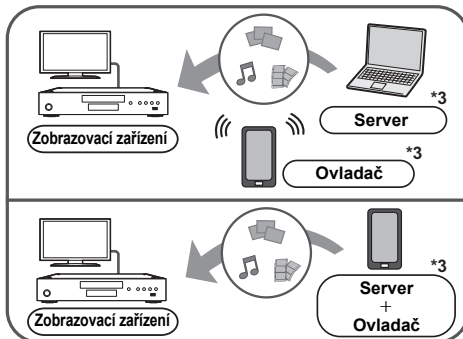 *3
Server
Zobrazovací zařízení
*3
Ovladač
*3
Server
+
Ovladač
Zobrazovací zařízení